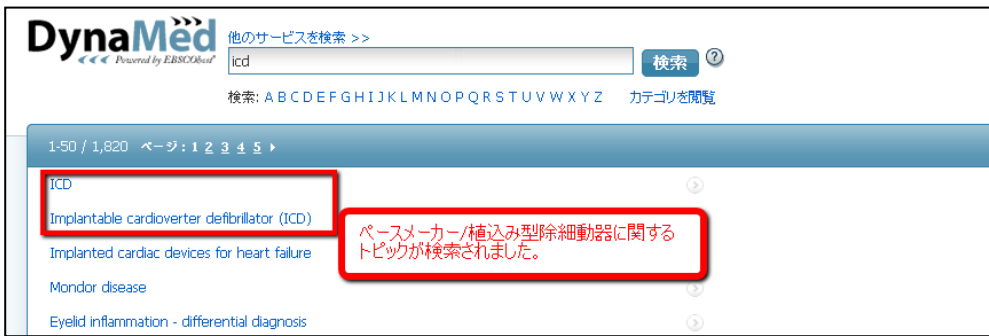 DynaMed
Powered by EBSCOhost
他のサービスを検索 >>
icd
検索
?
検索: A B C D E F G H I J K L M N O P Q R S T U V W X Y Z カテゴリを閲覧
1-50 / 1,820 ページ: 1 2 3 4 5
ICD
Implantable cardioverter defibrillator (ICD)
ペースメーカー/植込み型除細動器に関する
トピックが検索されました。
Implanted cardiac devices for heart failure
Mondor disease
Eyelid inflammation - differential diagnosis